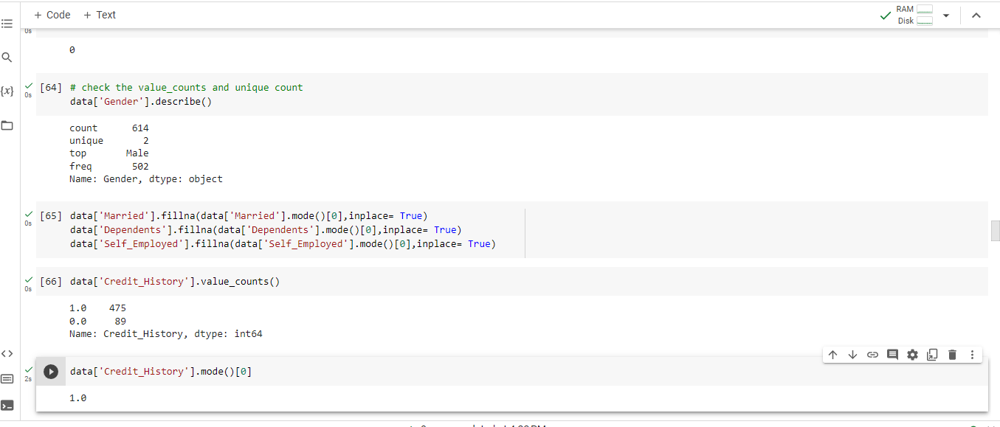 + Code + Text
RAM
Disk
0s
0
[64] # check the value_counts and unique count
0s
data['Gender'].describe()
{x}
count 614
unique 2
top Male
freq 502
Name: Gender, dtype: object
[65] data['Married'].fillna(data['Married'].mode()[0],inplace= True)
0s
data['Dependents'].fillna(data['Dependents'].mode()[0],inplace= True)
data['Self_Employed'].fillna(data['Self_Employed'].mode()[0],inplace= True)
[66] data['Credit_History'].value_counts()
0s
1.0 475
0.0 89
Name: Credit_History, dtype: int64
data['Credit_History'].mode()[0]
2s
1.0